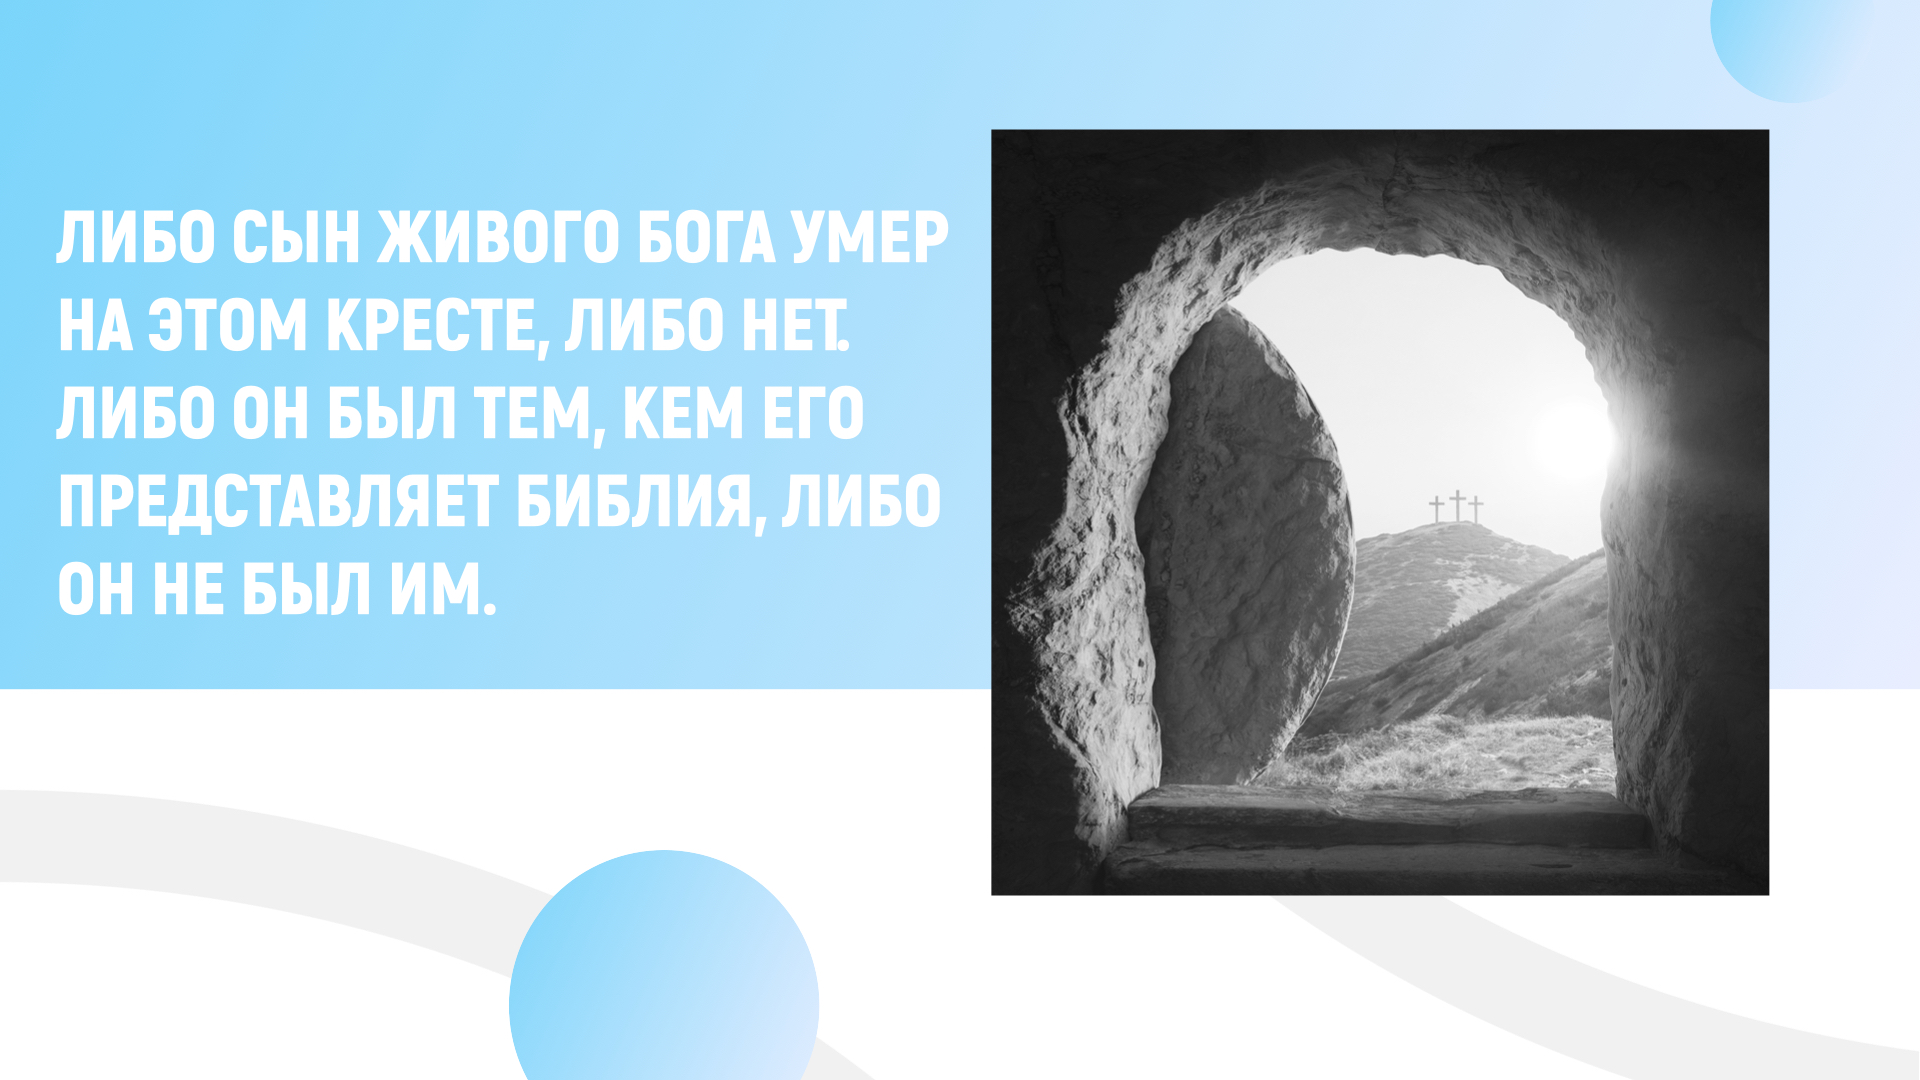 ЛИБО СЫН ЖИВОГО БОГА УМЕР
НА ЭТОМ КРЕСТЕ, ЛИБО НЕТ.
ЛИБО ОН БЫЛ ТЕМ, КЕМ ЕГО
ПРЕДСТАВЛЯЕТ БИБЛИЯ, ЛИБО
ОН НЕ БЫЛ ИМ.